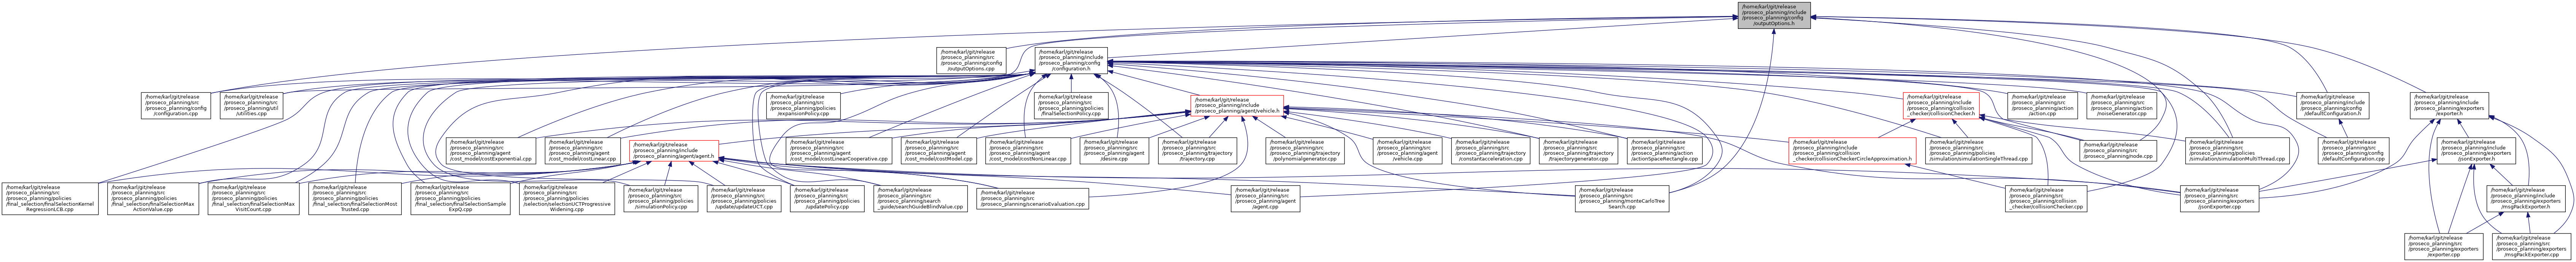 /home/karl/git/release
/proseco_planning/include
/proseco_planning/config
/outputOptions.h
/home/karl/git/release
/proseco_planning/src
/proseco_planning/config
/outputOptions.cpp
/home/karl/git/release
/proseco_planning/include
/proseco_planning/config
/configuration.h
/home/karl/git/release
/proseco_planning/src
/proseco_planning/config
/configuration.cpp
/home/karl/git/release
/proseco_planning/src
/proseco_planning/util
/utilities.cpp
/home/karl/git/release
/proseco_planning/src
/proseco_planning/policies
/expansionPolicy.cpp
/home/karl/git/release
/proseco_planning/src
/proseco_planning/policies
/finalSelectionPolicy.cpp
/home/karl/git/release
/proseco_planning/include
/proseco_planning/agent/vehicle.h
/home/karl/git/release
/proseco_planning/include
/proseco_planning/collision
_checker/collisionChecker.h
/home/karl/git/release
/proseco_planning/src
/proseco_planning/action
/action.cpp
/home/karl/git/release
/proseco_planning/src
/proseco_planning/action
/noiseGenerator.cpp
/home/karl/git/release
/proseco_planning/include
/proseco_planning/config
/defaultConfiguration.h
/home/karl/git/release
/proseco_planning/include
/proseco_planning/exporters
/exporter.h
/home/karl/git/release
/proseco_planning/src
/proseco_planning/agent
/cost_model/costExponential.cpp
/home/karl/git/release
/proseco_planning/src
/proseco_planning/agent
/cost_model/costLinear.cpp
/home/karl/git/release
/proseco_planning/include
/proseco_planning/agent/agent.h
/home/karl/git/release
/proseco_planning/src
/proseco_planning/agent
/cost_model/costLinearCooperative.cpp
/home/karl/git/release
/proseco_planning/src
/proseco_planning/agent
/cost_model/costModel.cpp
/home/karl/git/release
/proseco_planning/src
/proseco_planning/agent
/cost_model/costNonLinear.cpp
/home/karl/git/release
/proseco_planning/src
/proseco_planning/agent
/desire.cpp
/home/karl/git/release
/proseco_planning/src
/proseco_planning/trajectory
/trajectory.cpp
/home/karl/git/release
/proseco_planning/src
/proseco_planning/trajectory
/polynomialgenerator.cpp
/home/karl/git/release
/proseco_planning/src
/proseco_planning/agent
/vehicle.cpp
/home/karl/git/release
/proseco_planning/src
/proseco_planning/trajectory
/constantacceleration.cpp
/home/karl/git/release
/proseco_planning/src
/proseco_planning/trajectory
/trajectorygenerator.cpp
/home/karl/git/release
/proseco_planning/src
/proseco_planning/action
/actionSpaceRectangle.cpp
/home/karl/git/release
/proseco_planning/include
/proseco_planning/collision
_checker/collisionCheckerCircleApproximation.h
/home/karl/git/release
/proseco_planning/src
/proseco_planning/policies
/simulation/simulationSingleThread.cpp
/home/karl/git/release
/proseco_planning/src
/proseco_planning/node.cpp
/home/karl/git/release
/proseco_planning/src
/proseco_planning/policies
/simulation/simulationMultiThread.cpp
/home/karl/git/release
/proseco_planning/src
/proseco_planning/config
/defaultConfiguration.cpp
/home/karl/git/release
/proseco_planning/include
/proseco_planning/exporters
/jsonExporter.h
/home/karl/git/release
/proseco_planning/src
/proseco_planning/policies
/final_selection/finalSelectionKernel
RegressionLCB.cpp
/home/karl/git/release
/proseco_planning/src
/proseco_planning/policies
/final_selection/finalSelectionMax
ActionValue.cpp
/home/karl/git/release
/proseco_planning/src
/proseco_planning/policies
/final_selection/finalSelectionMax
VisitCount.cpp
/home/karl/git/release
/proseco_planning/src
/proseco_planning/policies
/final_selection/finalSelectionMost
Trusted.cpp
/home/karl/git/release
/proseco_planning/src
/proseco_planning/policies
/final_selection/finalSelectionSample
ExpQ.cpp
/home/karl/git/release
/proseco_planning/src
/proseco_planning/policies
/selection/selectionUCTProgressive
Widening.cpp
/home/karl/git/release
/proseco_planning/src
/proseco_planning/policies
/simulationPolicy.cpp
/home/karl/git/release
/proseco_planning/src
/proseco_planning/policies
/update/updateUCT.cpp
/home/karl/git/release
/proseco_planning/src
/proseco_planning/policies
/updatePolicy.cpp
/home/karl/git/release
/proseco_planning/src
/proseco_planning/search
_guide/searchGuideBlindValue.cpp
/home/karl/git/release
/proseco_planning/src
/proseco_planning/scenarioEvaluation.cpp
/home/karl/git/release
/proseco_planning/src
/proseco_planning/agent
/agent.cpp
/home/karl/git/release
/proseco_planning/src
/proseco_planning/monteCarloTree
Search.cpp
/home/karl/git/release
/proseco_planning/src
/proseco_planning/collision
_checker/collisionChecker.cpp
/home/karl/git/release
/proseco_planning/src
/proseco_planning/exporters
/jsonExporter.cpp
/home/karl/git/release
/proseco_planning/include
/proseco_planning/exporters
/msgPackExporter.h
/home/karl/git/release
/proseco_planning/src
/proseco_planning/exporters
/exporter.cpp
/home/karl/git/release
/proseco_planning/src
/proseco_planning/exporters
/msgPackExporter.cpp